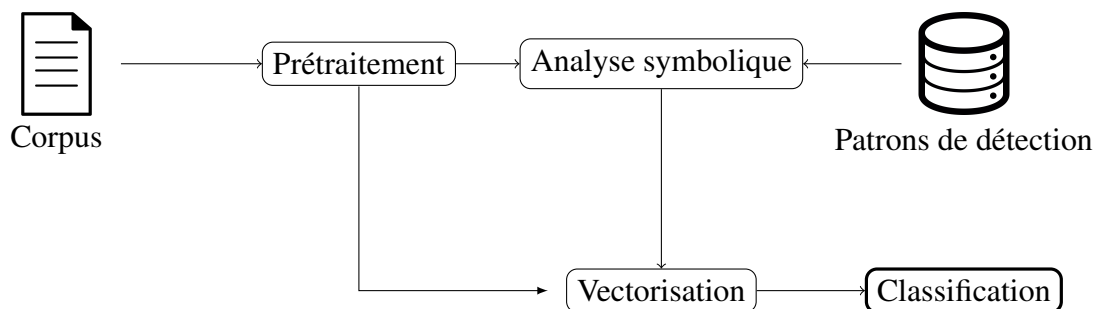 Prétraitement
Analyse symbolique
Corpus
Patrons de détection
Vectorisation
Classification